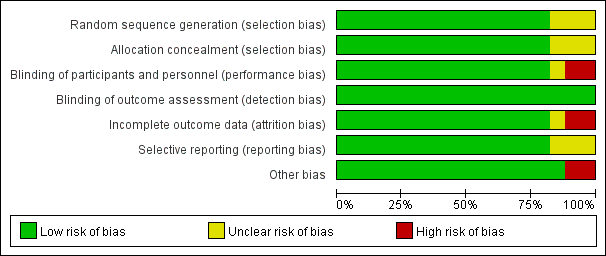 Random sequence generation (selection bias)
Allocation concealment (selection bias)
Blinding of participants and personnel (performance bias)
Blinding of outcome assessment (detection bias)
Incomplete outcome data (attrition bias)
Selective reporting (reporting bias)
Other bias
0% 25% 50% 75% 100%
Low risk of bias Unclear risk of bias High risk of bias